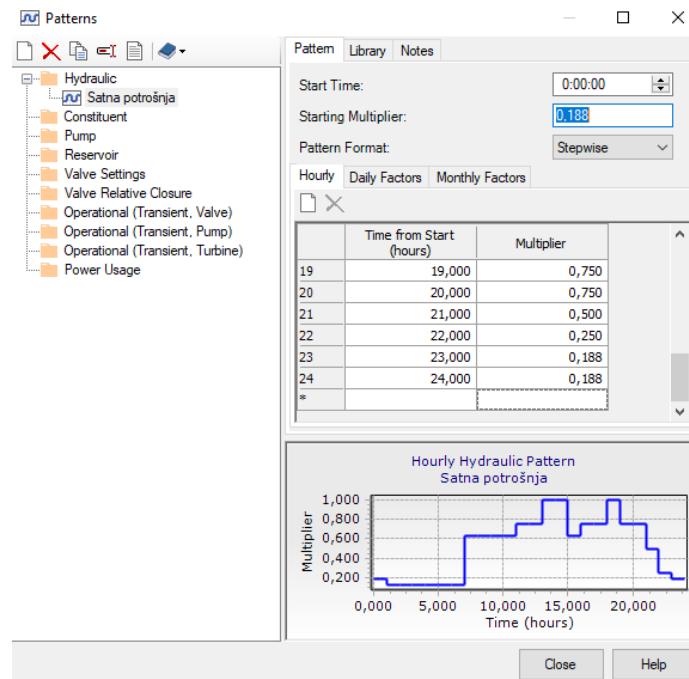 Patterns
Hydraulic
Satna potrošnja
Constituent
Pump
Reservoir
Valve Settings
Valve Relative Closure
Operational (Transient, Valve)
Operational (Transient, Pump)
Operational (Transient, Turbine)
Power Usage
Pattern Library Notes
Start Time: 0:00:00
Starting Multiplier: 0,188
Pattern Format: Stepwise
Hourly Daily Factors Monthly Factors
Time from Start
(hours) Multiplier
19 19,000 0,750
20 20,000 0,750
21 21,000 0,500
22 22,000 0,250
23 23,000 0,188
24 24,000 0,188
*
Hourly Hydraulic Pattern
Satna potrošnja
Multiplier
1,000
0,800
0,600
0,400
0,200
0,000 5,000 10,000 15,000 20,000
Time (hours)
Close Help